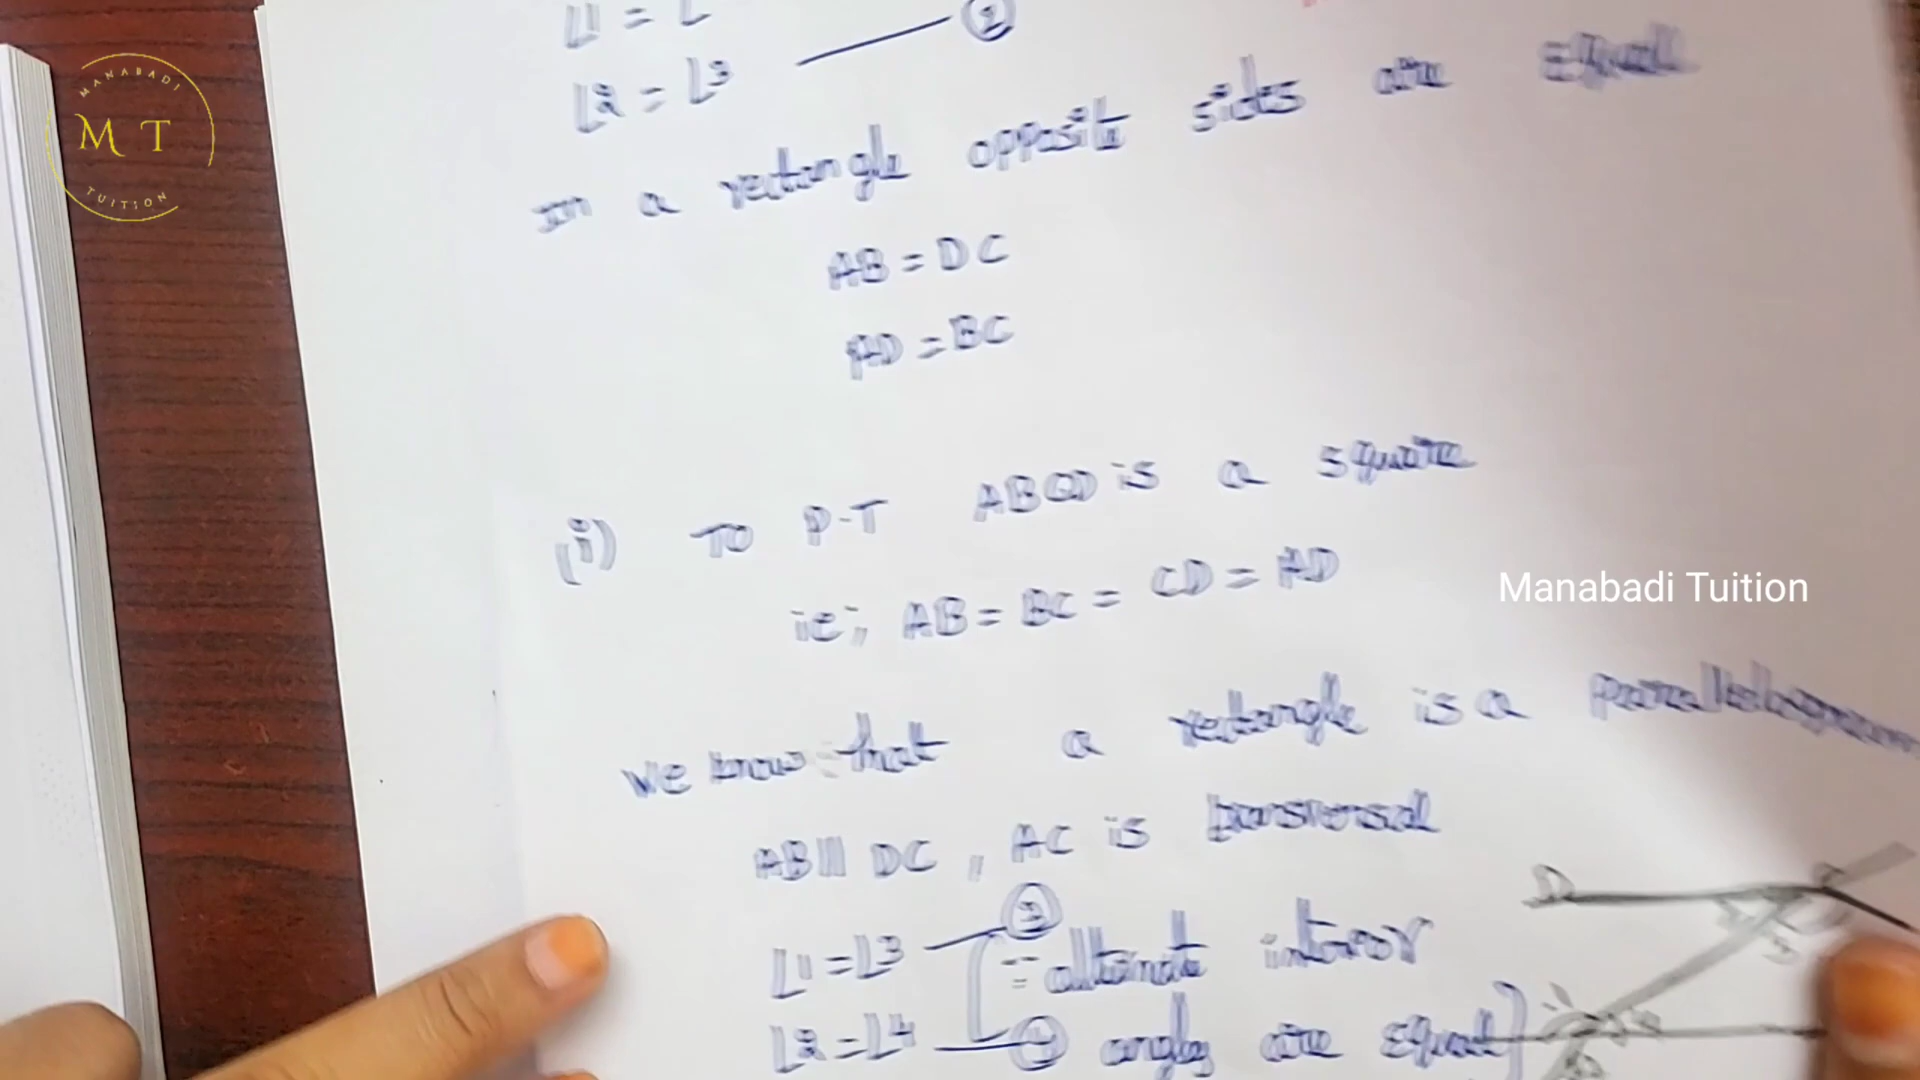 MANABADI
M T
TUITION
∠1 = ∠
∠2 = ∠3 ②
In a rectangle opposite sides are equal
AB = DC
AD = BC
(i) To P.T ABCD is a square
ie; AB = BC = CD = AD
Manabadi Tuition
we know that a rectangle is a parallelogram
AB || DC, AC is transversal
D
∠1 = ∠3 ③ alternate
∠2 = ∠4 angles are equal]